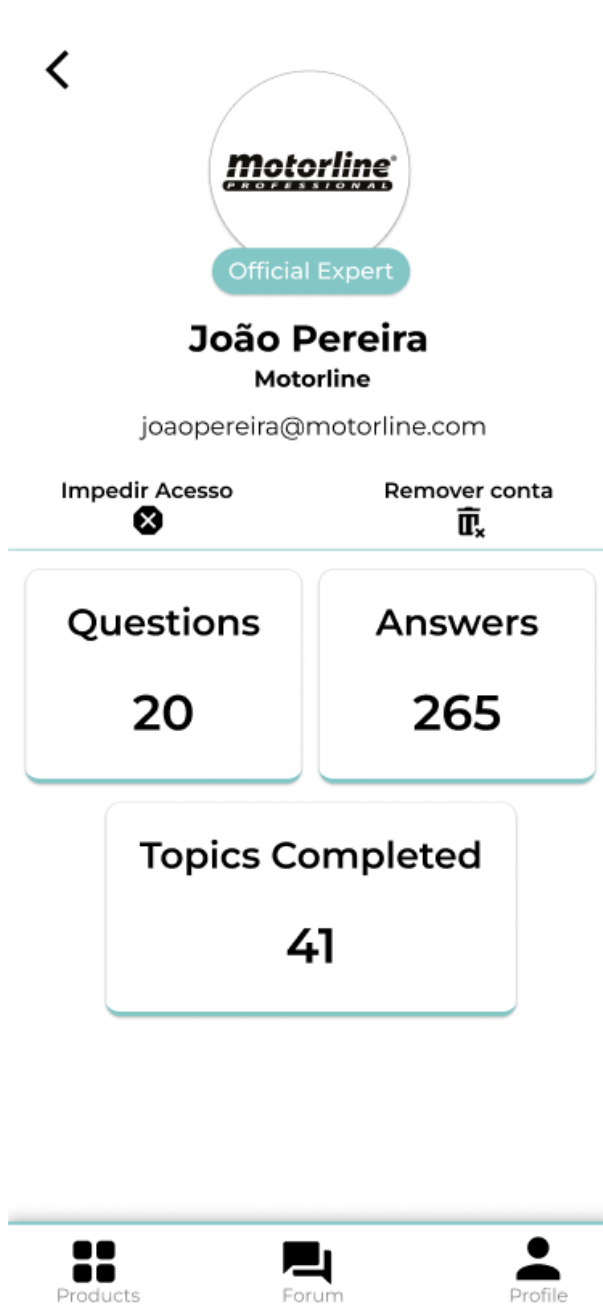 motorline®
PROFESSIONAL
Official Expert
João Pereira
Motorline
joaopereira@motorline.com
Impedir Acesso
Remover conta
Questions
Answers
20
265
Topics Completed
41
Products
Forum
Profile